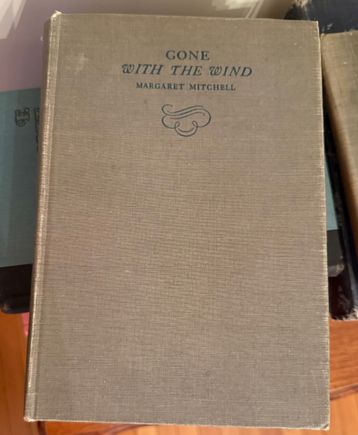 GONE
WITH THE WIND
MARGARET MITCHELL